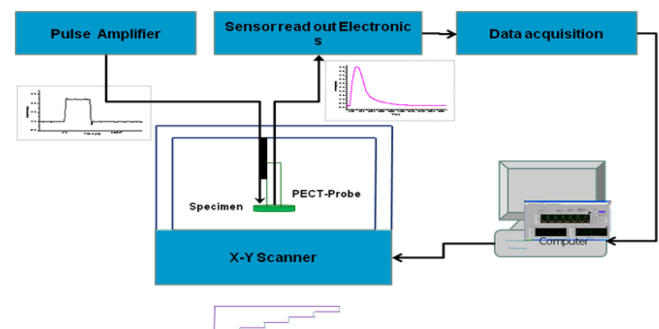 Pulse Amplifier
Sensor read out Electronic
s
Data acquisition
PECT-Probe
Specimen
Computer
X-Y Scanner